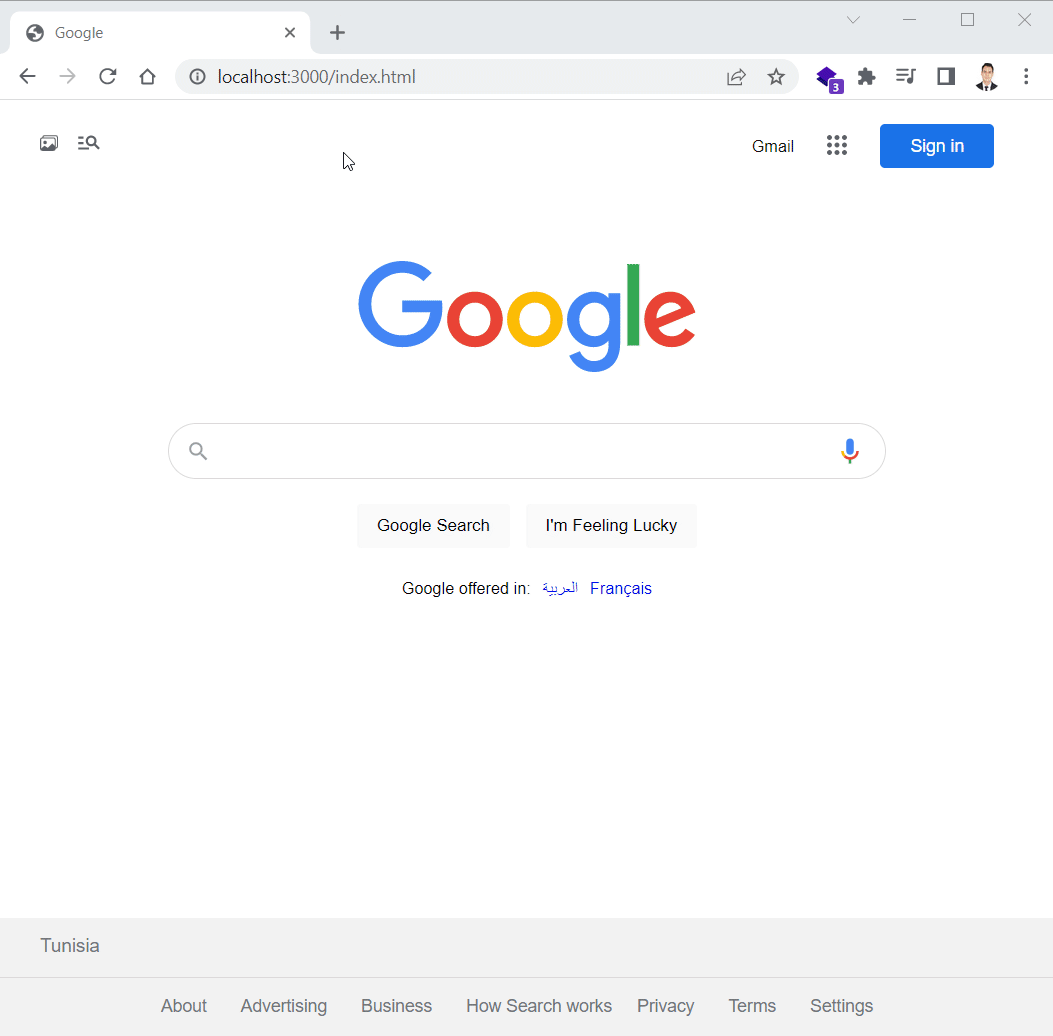 Google
localhost:3000/index.html
3
Gmail
Sign in
Google
Google Search
I'm Feeling Lucky
Google offered in: العربية Français
Tunisia
About Advertising Business How Search works Privacy Terms Settings